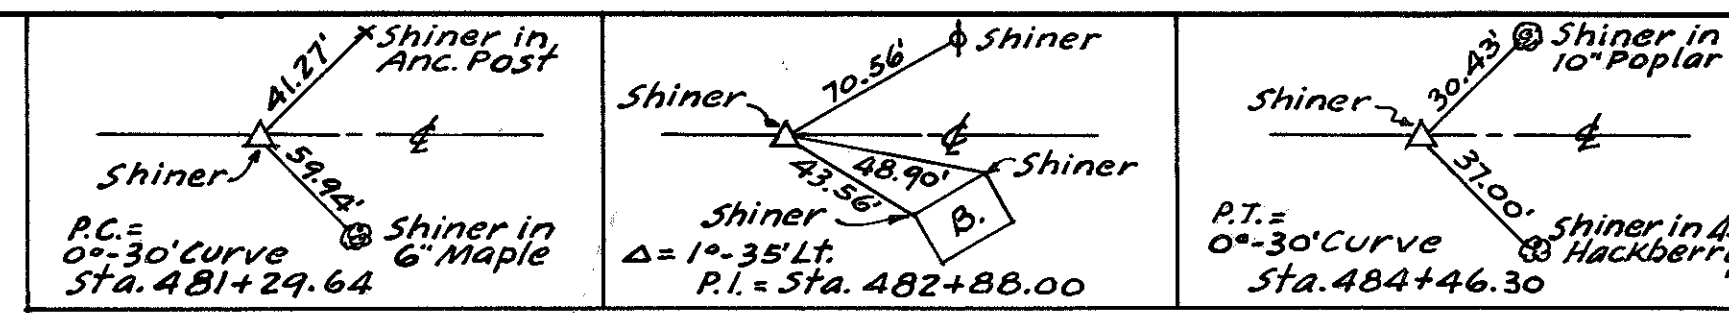 41.27'
Shiner in
Anc. Post
℄
Shiner
59.94'
P.C.=
0°-30' Curve
Sta. 481+29.64
Shiner in
6" Maple
70.56'
Shiner
Shiner
℄
48.90'
43.56'
Shiner
Shiner
B.
Δ = 1°-35' Lt.
P.I. = Sta. 482+88.00
30.43'
Shiner in
10" Poplar
Shiner
℄
37.00'
P.T.=
0°-30' Curve
Sta. 484+46.30
Shiner in